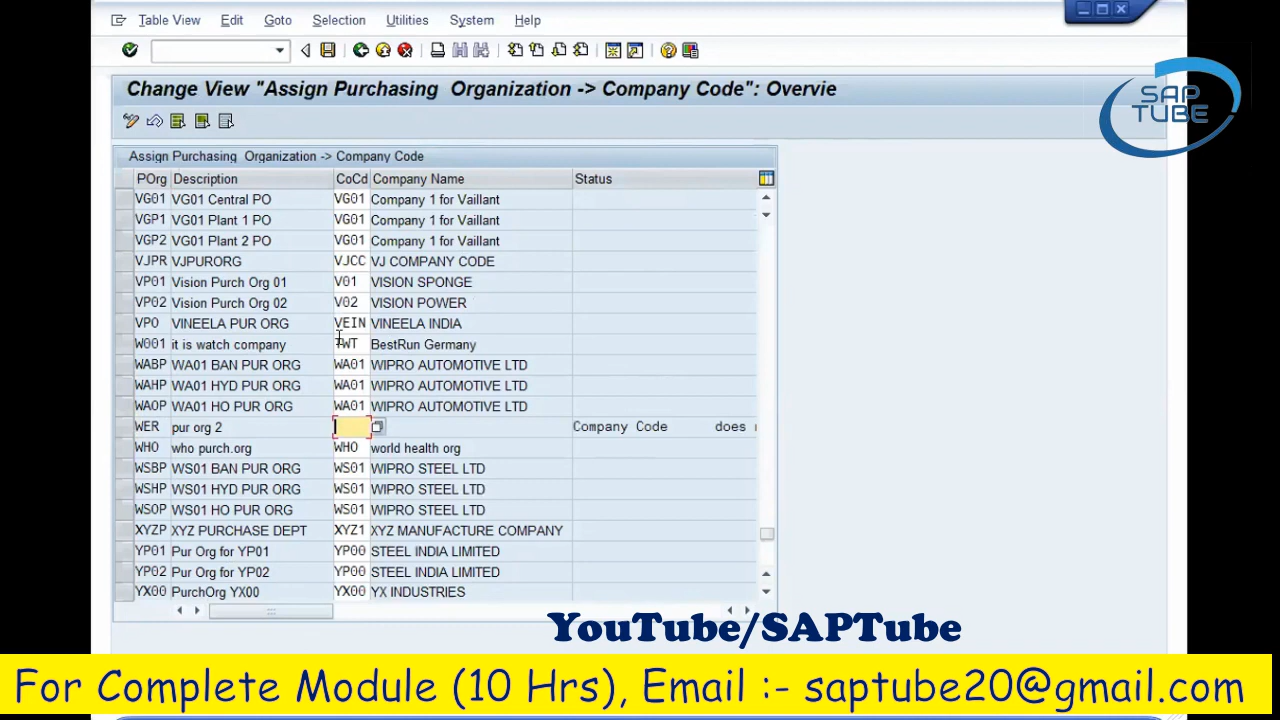 Table View Edit Goto Selection Utilities System Help
Change View "Assign Purchasing Organization -> Company Code": Overvie
SAP
TUBE
Assign Purchasing Organization -> Company Code
POrg Description CoCd Company Name Status
VG01 VG01 Central PO VG01 Company 1 for Vaillant
VGP1 VG01 Plant 1 PO VG01 Company 1 for Vaillant
VGP2 VG01 Plant 2 PO VG01 Company 1 for Vaillant
VJPR VJPURORG VJCC VJ COMPANY CODE
VP01 Vision Purch Org 01 V01 VISION SPONGE
VP02 Vision Purch Org 02 V02 VISION POWER
VPO VINEELA PUR ORG VEIN VINEELA INDIA
W001 it is watch company BestRun Germany
WABP WA01 BAN PUR ORG WA01 WIPRO AUTOMOTIVE LTD
WAHP WA01 HYD PUR ORG WA01 WIPRO AUTOMOTIVE LTD
WAOP WA01 HO PUR ORG WA01 WIPRO AUTOMOTIVE LTD
WER pur org 2 Company Code does
WHO who purch.org WHO world health org
WSBP WS01 BAN PUR ORG WS01 WIPRO STEEL LTD
WSHP WS01 HYD PUR ORG WS01 WIPRO STEEL LTD
WSOP WS01 HO PUR ORG WS01 WIPRO STEEL LTD
XYZP XYZ PURCHASE DEPT XYZ1 XYZ MANUFACTURE COMPANY
YP01 Pur Org for YP01 YP00 STEEL INDIA LIMITED
YP02 Pur Org for YP02 YP00 STEEL INDIA LIMITED
YX00 PurchOrg YX00 YX00 YX INDUSTRIES
YouTube/SAPTube
For Complete Module (10 Hrs), Email :- saptube20@gmail.com